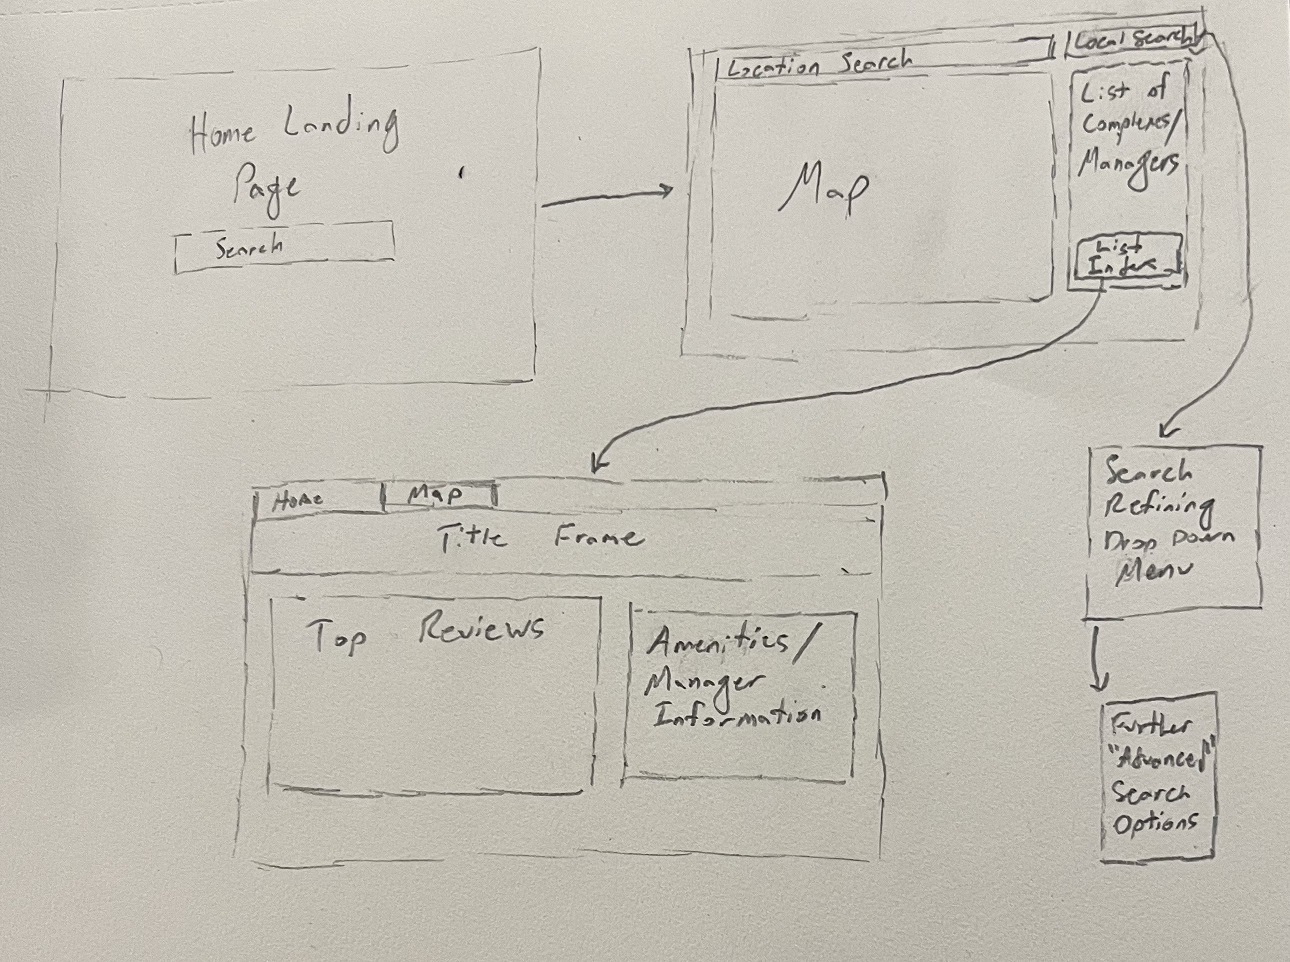 Home Landing
Page
Search
Location Search
Local Search
Map
List of
Complexes/
Managers
List
Index
Home
Map
Title Frame
Top Reviews
Amenities/
Manager
Information
Search
Refining
Drop Down
Menu
Further
"Advanced"
Search
Options